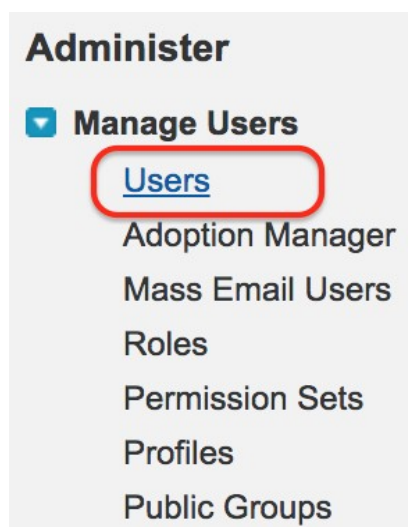 Administer
Manage Users
Users
Adoption Manager
Mass Email Users
Roles
Permission Sets
Profiles
Public Groups